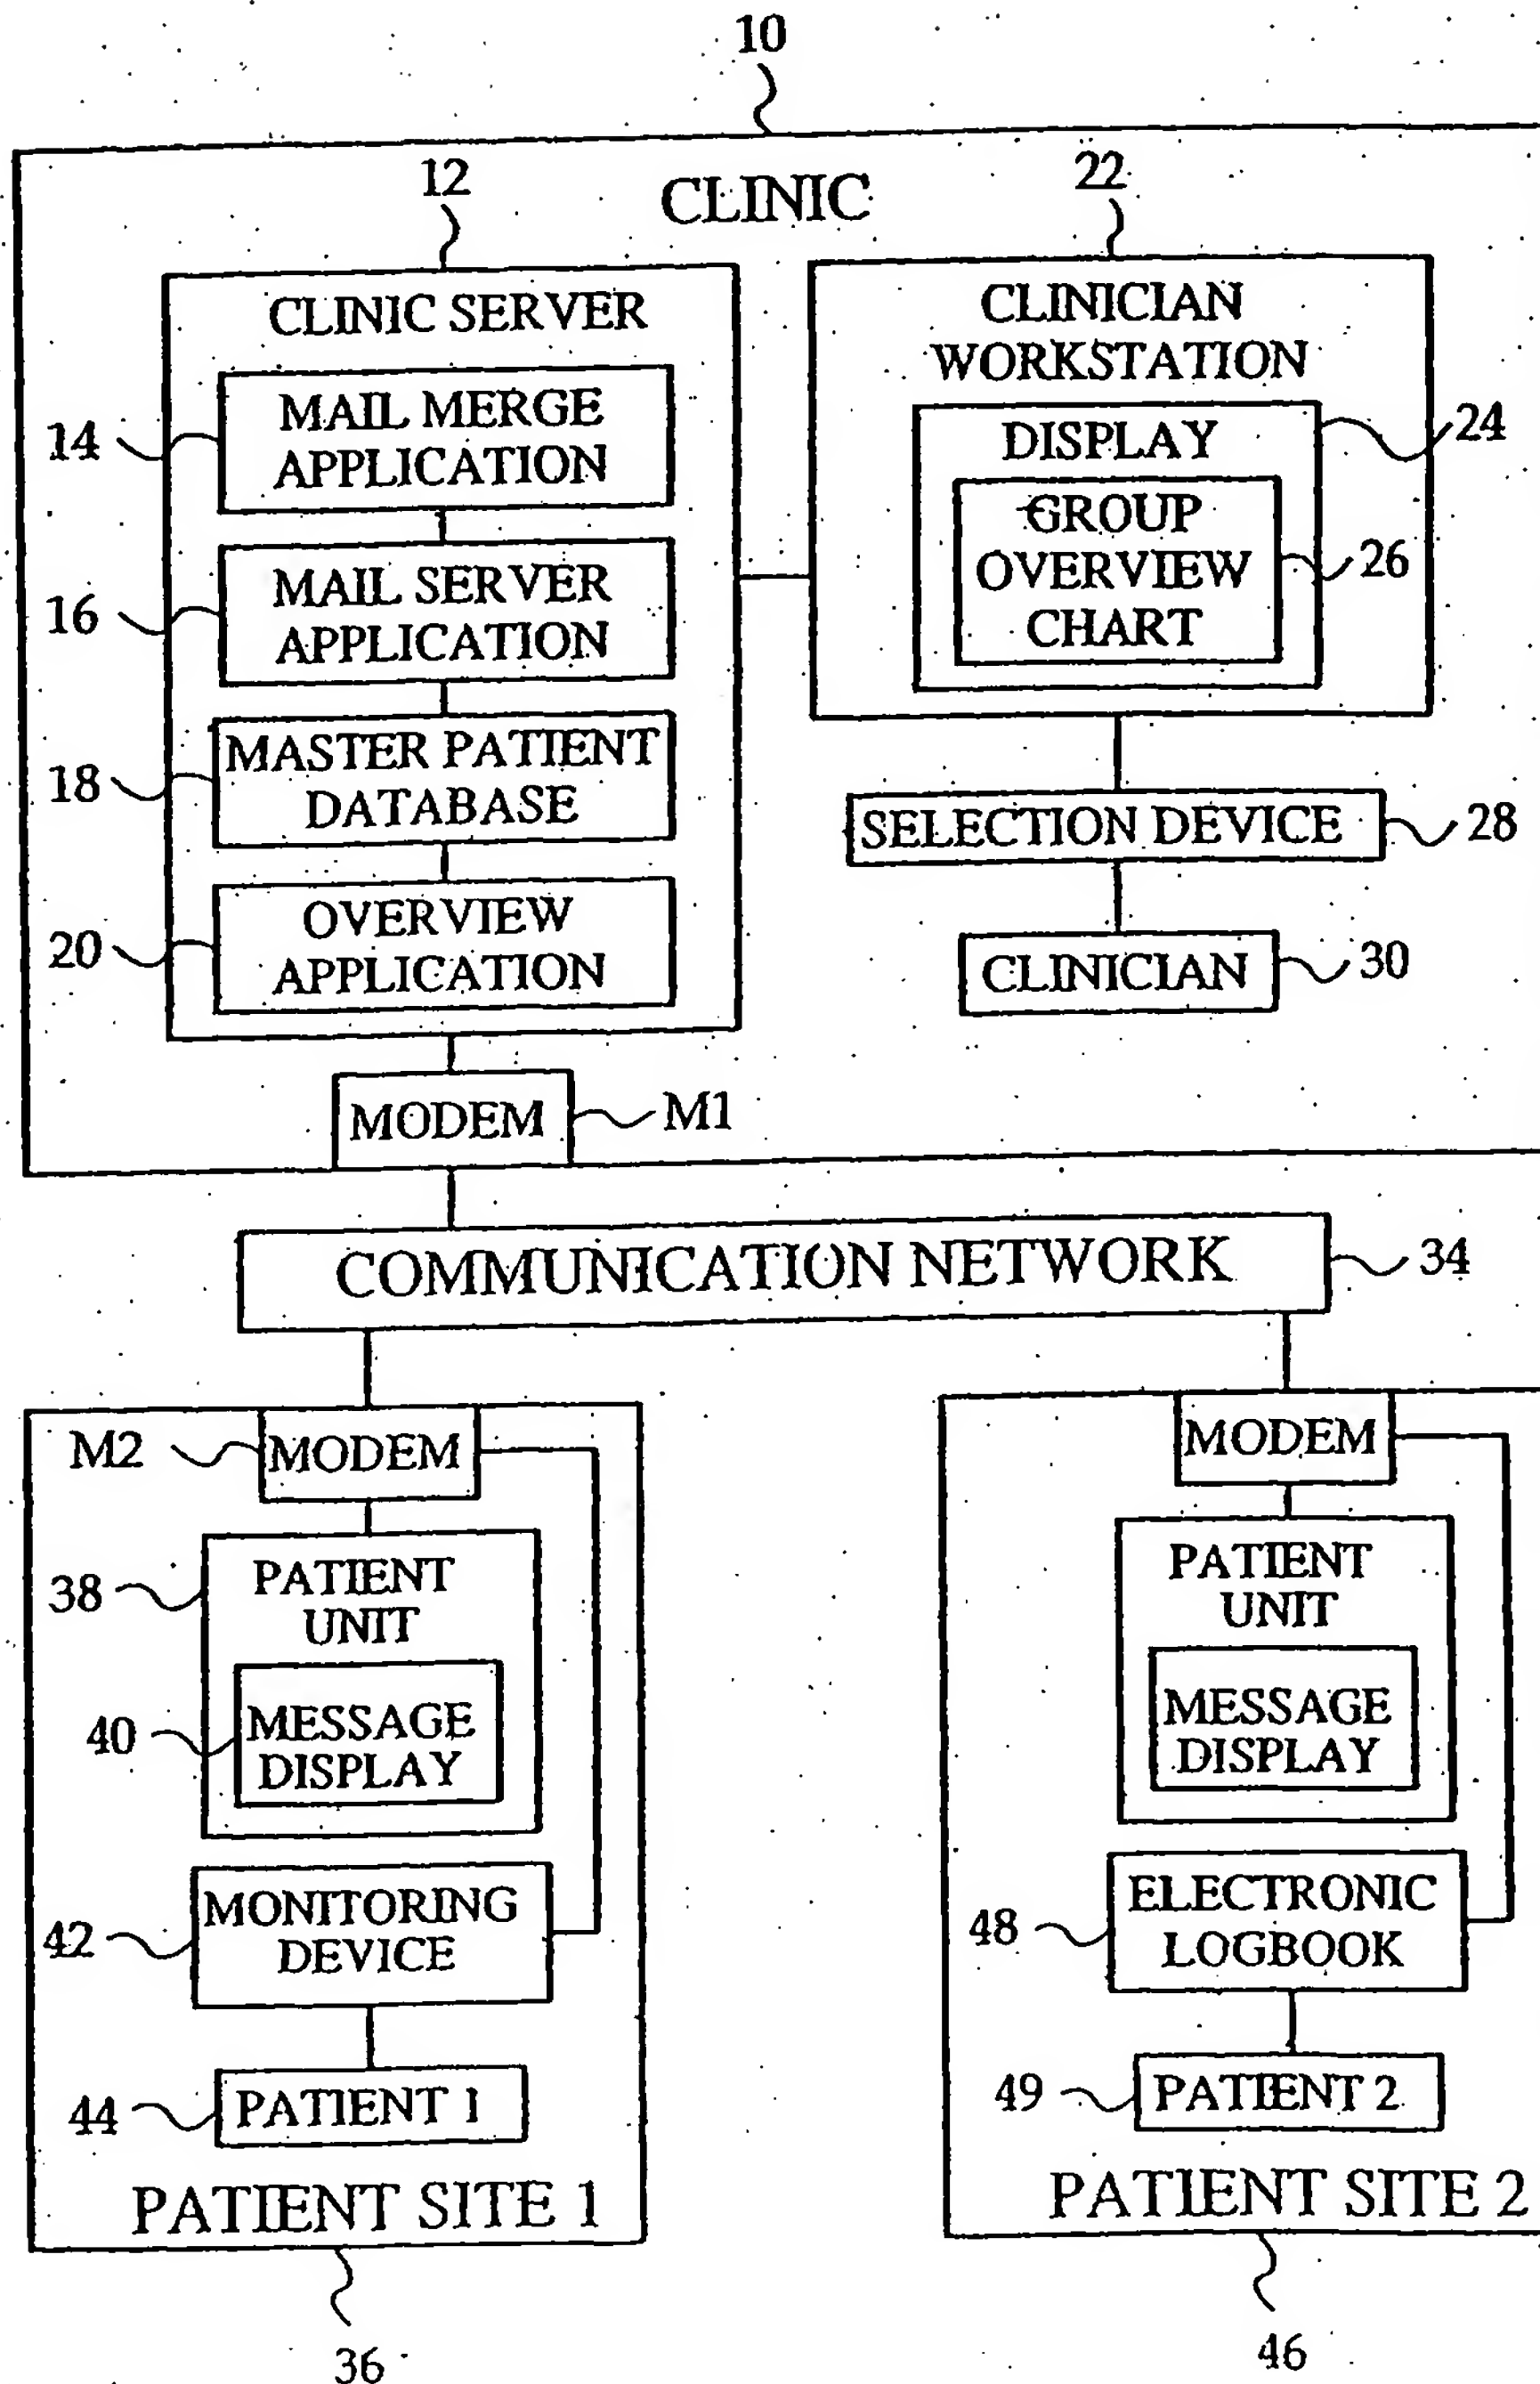 10
12
CLINIC
22
CLINIC SERVER
CLINICIAN
WORKSTATION
14
MAIL MERGE
APPLICATION
DISPLAY
24
GROUP
OVERVIEW
CHART
26
16
MAIL SERVER
APPLICATION
18
MASTER PATIENT
DATABASE
SELECTION DEVICE
28
20
OVERVIEW
APPLICATION
CLINICIAN
30
MODEM
M1
COMMUNICATION NETWORK
34
M2
MODEM
38
PATIENT
UNIT
40
MESSAGE
DISPLAY
42
MONITORING
DEVICE
44
PATIENT 1
PATIENT SITE 1
36
MODEM
PATIENT
UNIT
MESSAGE
DISPLAY
48
ELECTRONIC
LOGBOOK
49
PATIENT 2
PATIENT SITE 2
46